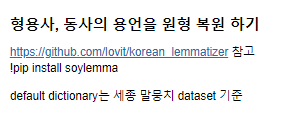 형용사, 동사의 용언을 원형 복원 하기
https://github.com/lovit/korean_lemmatizer 참고
!pip install soylemma
default dictionary는 세종 말뭉치 dataset 기준